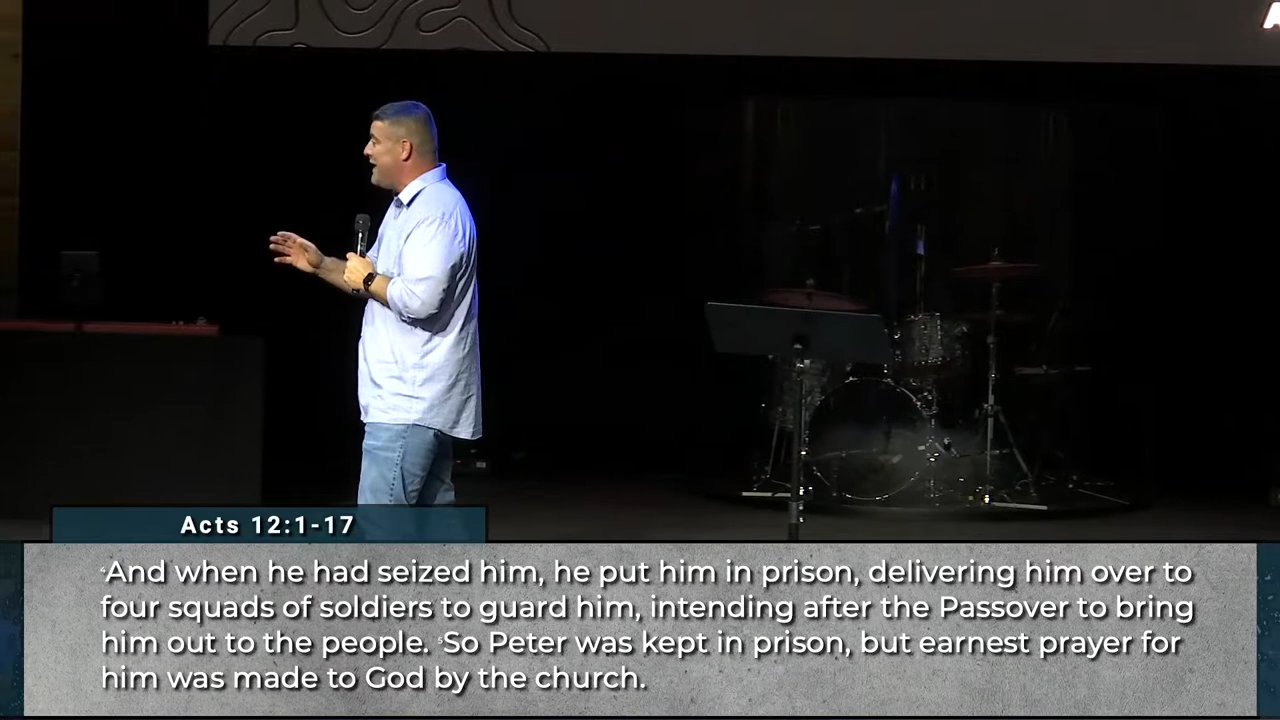 Acts 12:1-17
4And when he had seized him, he put him in prison, delivering him over to
four squads of soldiers to guard him, intending after the Passover to bring
him out to the people. 5So Peter was kept in prison, but earnest prayer for
him was made to God by the church.